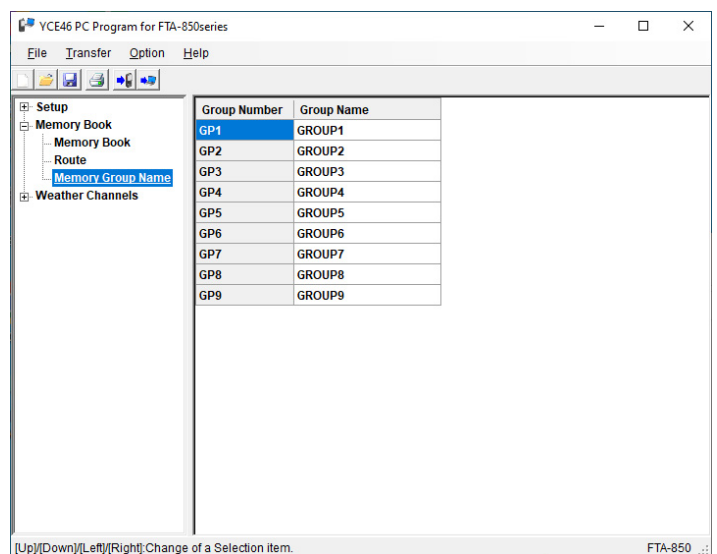 YCE46 PC Program for FTA-850series
File Transfer Option Help
Setup
Memory Book
Memory Book
Route
Memory Group Name
Weather Channels
Group Number Group Name
GP1 GROUP1
GP2 GROUP2
GP3 GROUP3
GP4 GROUP4
GP5 GROUP5
GP6 GROUP6
GP7 GROUP7
GP8 GROUP8
GP9 GROUP9
[Up]/[Down]/[Left]/[Right]:Change of a Selection item. FTA-850